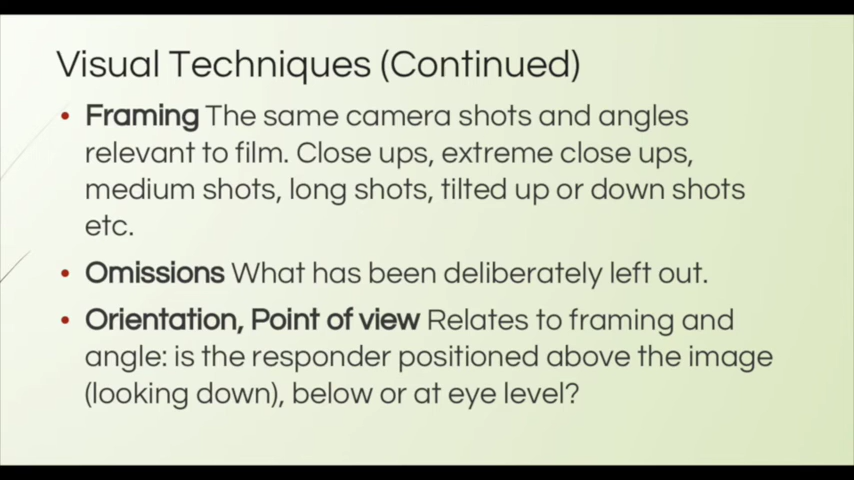 Visual Techniques (Continued)
• Framing The same camera shots and angles
relevant to film. Close ups, extreme close ups,
medium shots, long shots, tilted up or down shots
etc.
• Omissions What has been deliberately left out.
• Orientation, Point of view Relates to framing and
angle: is the responder positioned above the image
(looking down), below or at eye level?